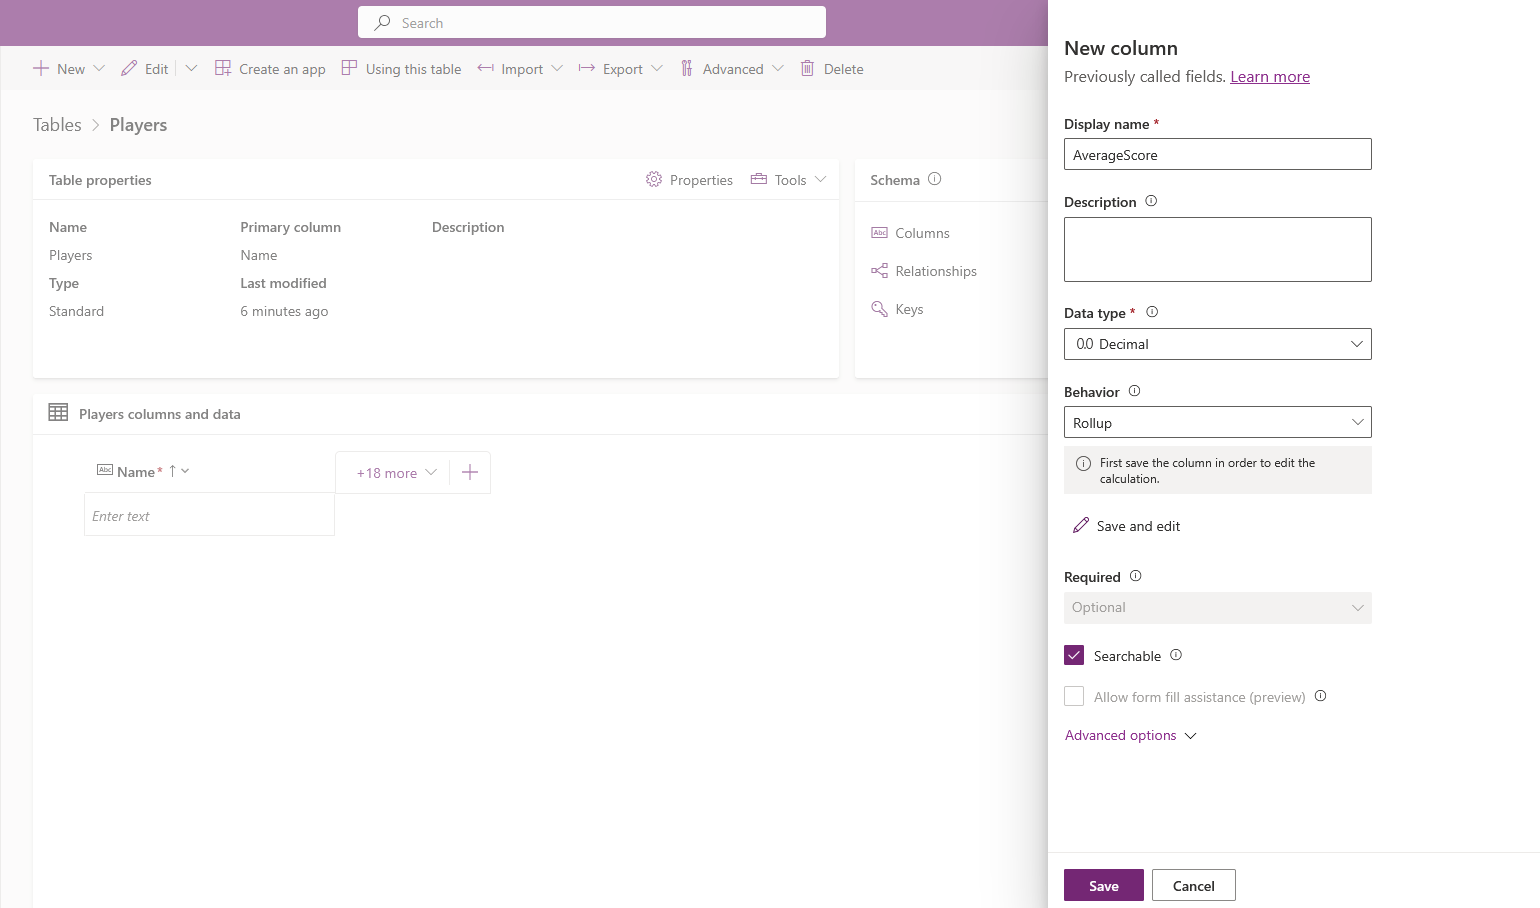 Search
New Edit Create an app Using this table Import Export Advanced Delete
Tables > Players
Table properties Properties Tools
Name Primary column Description
Players Name
Type Last modified
Standard 6 minutes ago
Schema
Abc Columns
Relationships
Keys
Players columns and data
Abc Name* ↑ +18 more
Enter text
New column
Previously called fields. Learn more
Display name *
AverageScore
Description
Data type *
0.0 Decimal
Behavior
Rollup
First save the column in order to edit the
calculation.
Save and edit
Required
Optional
Searchable
Allow form fill assistance (preview)
Advanced options
Save Cancel